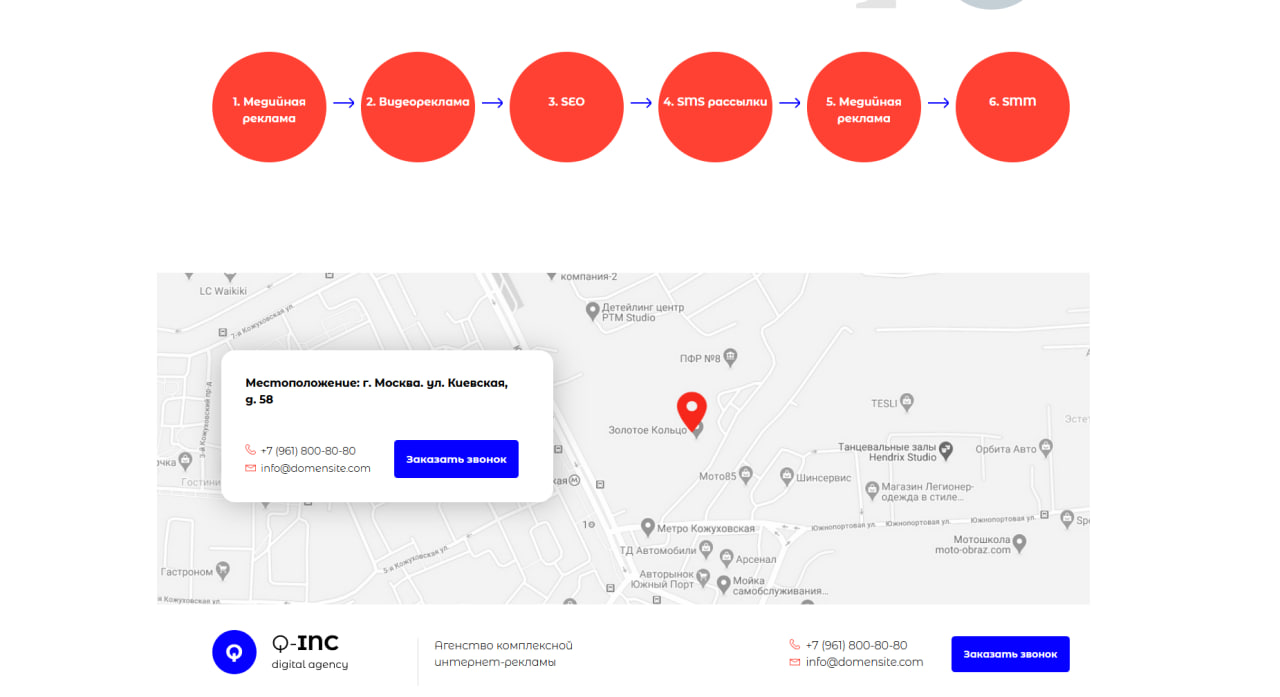 1. Медийная
реклама
2. Видеореклама
3. SEO
4. SMS рассылки
5. Медийная
реклама
6. SMM
компания-2
LC Waikiki
Детейлинг центр
PTM Studio
7-я Кожуховская ул.
ПФР №8
Местоположение: г. Москва. ул. Киевская,
д. 58
TESLI
3-й Кожуховский пр-д
Золотое Кольцо
Танцевальные залы
Hendrix Studio
Орбита Авто
+7 (961) 800-80-80
info@domensite.com
Заказать звонок
Мото85
Шинсервис
Магазин Легионер-
одежда в стиле...
Метро Кожуховская
Южнопортовая ул.
Южнопортовая ул.
Южнопортовая ул.
Мотошкола
moto-obraz.com
ТД Автомобили
Арсенал
5-я Кожуховская ул.
Гастроном
Авторынок
Южный Порт
Мойка
самообслуживания...
Кожуховская ул.
Q-INC
digital agency
Агенство комплексной
интернет-рекламы
+7 (961) 800-80-80
info@domensite.com
Заказать звонок